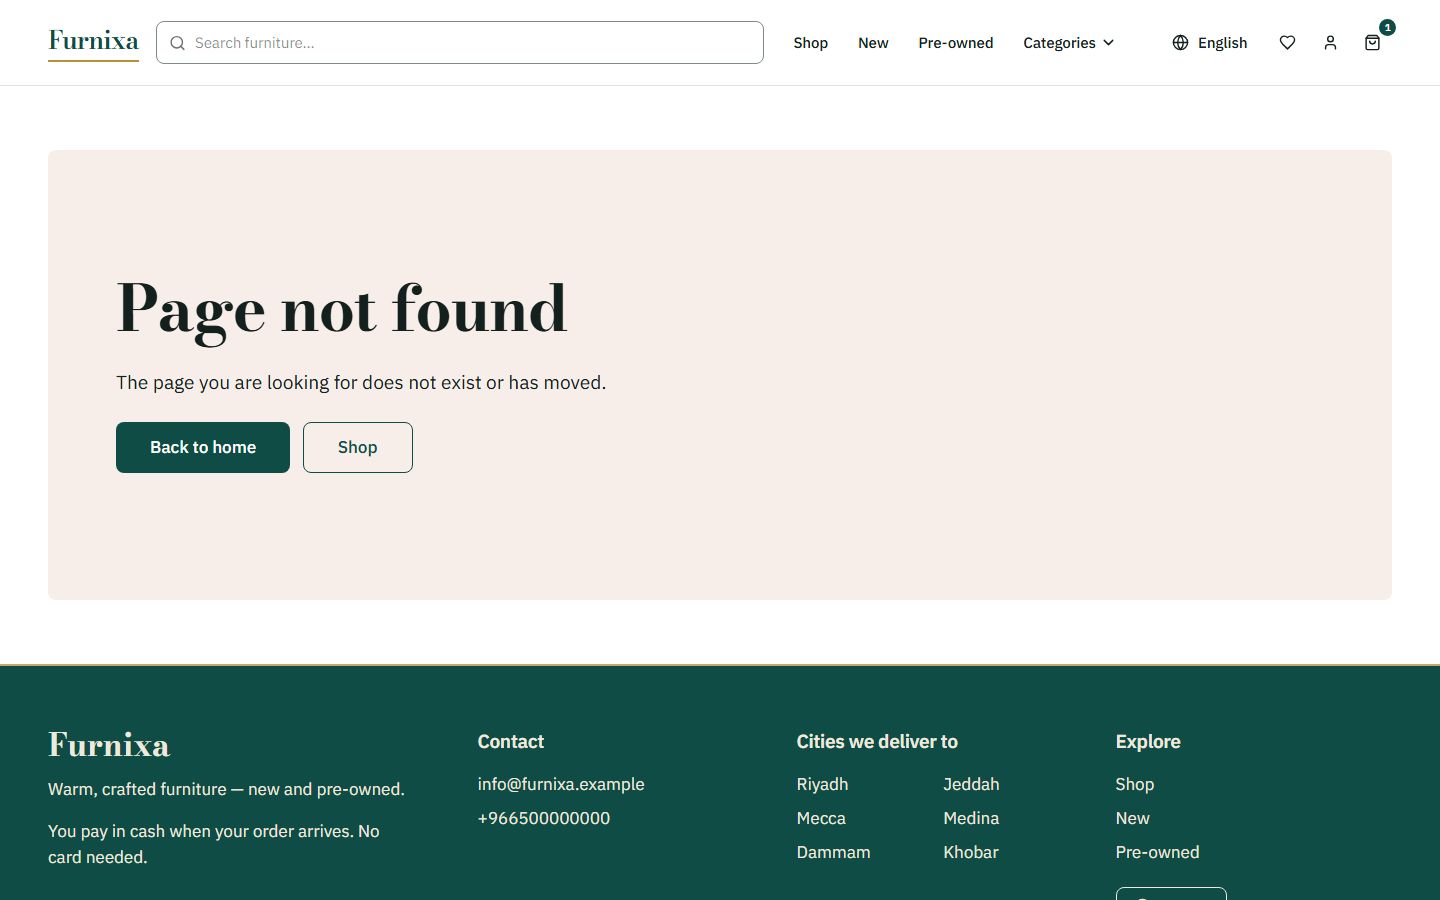 Furnixa
Search furniture...
Shop
New
Pre-owned
Categories
English
1
Page not found
The page you are looking for does not exist or has moved.
Back to home
Shop
Furnixa
Warm, crafted furniture — new and pre-owned.
You pay in cash when your order arrives. No
card needed.
Contact
info@furnixa.example
+966500000000
Cities we deliver to
Riyadh
Jeddah
Mecca
Medina
Dammam
Khobar
Explore
Shop
New
Pre-owned